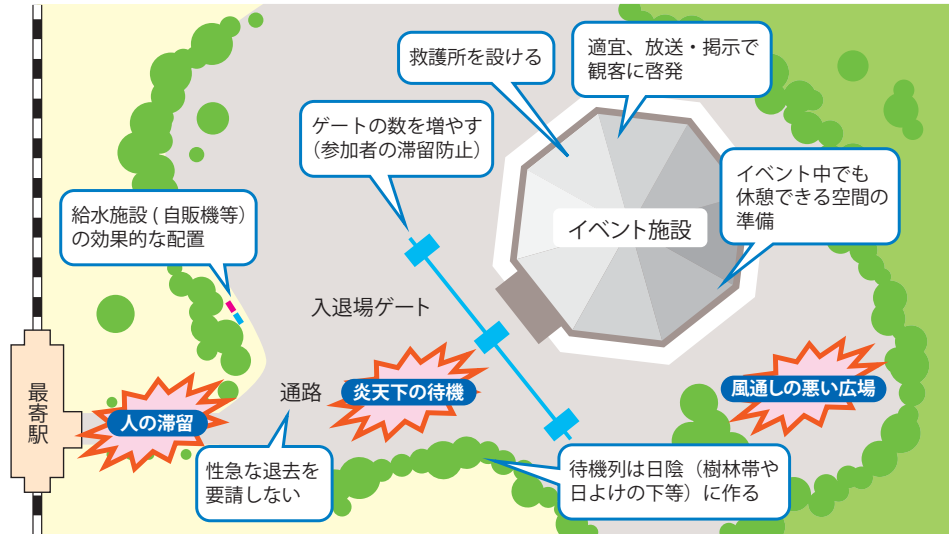 救護所を設ける
適宜、放送・掲示で
観客に啓発
ゲートの数を増やす
（参加者の滞留防止）
イベント中でも
休憩できる空間の
準備
給水施設 ( 自販機等 )
の効果的な配置
イベント施設
入退場ゲート
最寄駅
人の滞留
通路
炎天下の待機
風通しの悪い広場
性急な退去を
要請しない
待機列は日陰（樹林帯や
日よけの下等）に作る